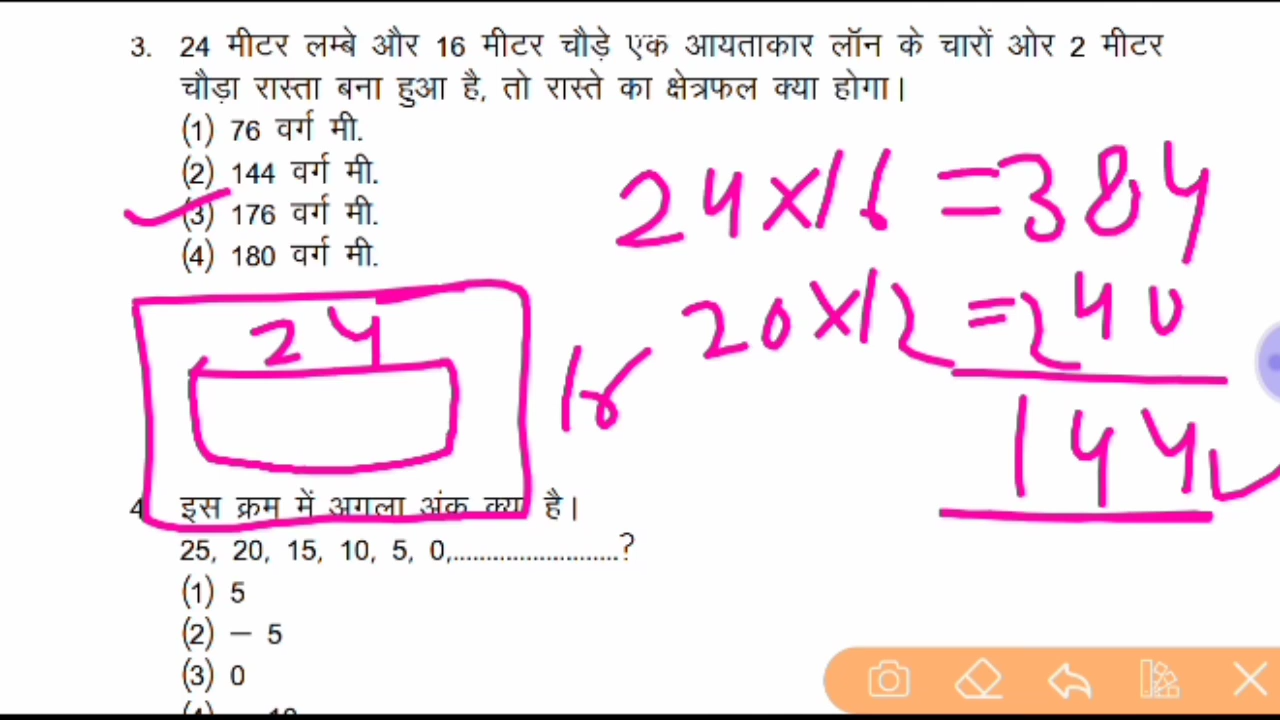 3. 24 मीटर लम्बे और 16 मीटर चौड़े एक आयताकार लॉन के चारों ओर 2 मीटर
चौड़ा रास्ता बना हुआ है, तो रास्ते का क्षेत्रफल क्या होगा।
(1) 76 वर्ग मी.
(2) 144 वर्ग मी.
(3) 176 वर्ग मी.
(4) 180 वर्ग मी.
24×16 =384
20×12 =240
144
24
16
4 इस क्रम में अगला अंक क्या है।
25, 20, 15, 10, 5, 0,.........................?
(1) 5
(2) – 5
(3) 0